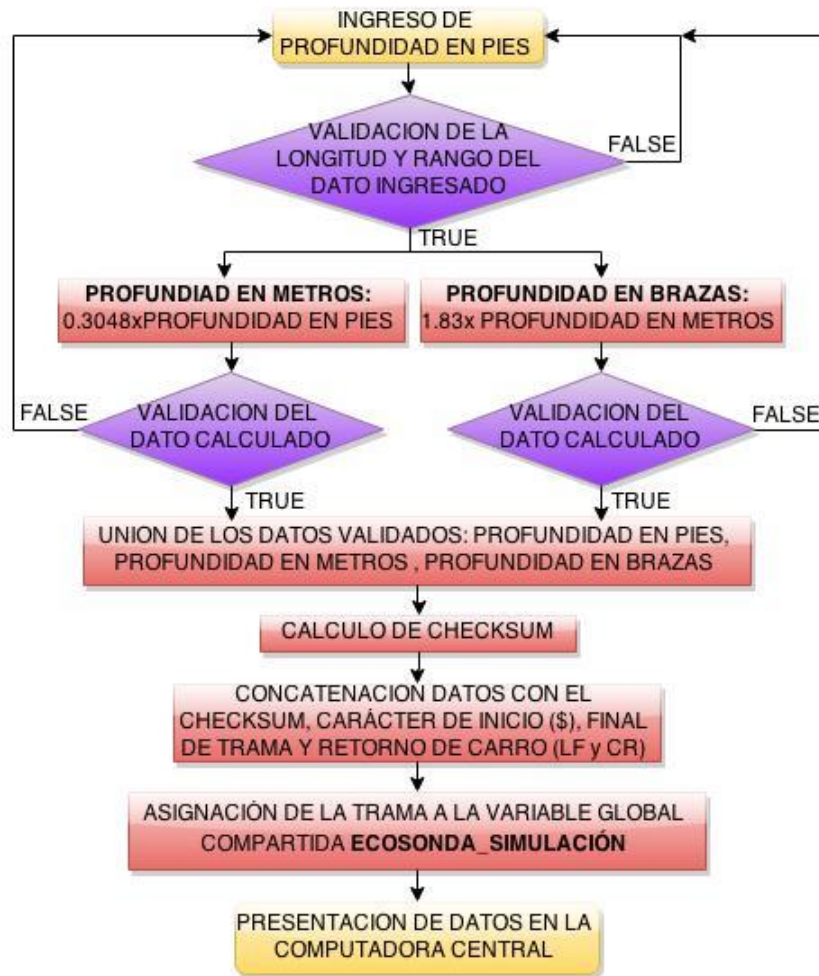 INGRESO DE
PROFUNDIDAD EN PIES
VALIDACION DE LA
LONGITUD Y RANGO DEL
DATO INGRESADO
FALSE
TRUE
PROFUNDIAD EN METROS:
0.3048xPROFUNDIDAD EN PIES
PROFUNDIDAD EN BRAZAS:
1.83x PROFUNDIDAD EN METROS
FALSE
VALIDACION DEL
DATO CALCULADO
TRUE
VALIDACION DEL
DATO CALCULADO
FALSE
TRUE
UNION DE LOS DATOS VALIDADOS: PROFUNDIDAD EN PIES,
PROFUNDIDAD EN METROS , PROFUNDIDAD EN BRAZAS
CALCULO DE CHECKSUM
CONCATENACION DATOS CON EL
CHECKSUM, CARÁCTER DE INICIO ($), FINAL
DE TRAMA Y RETORNO DE CARRO (LF y CR)
ASIGNACIÓN DE LA TRAMA A LA VARIABLE GLOBAL
COMPARTIDA ECOSONDA_SIMULACIÓN
PRESENTACION DE DATOS EN LA
COMPUTADORA CENTRAL